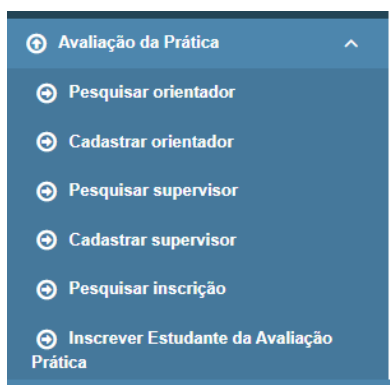 Avaliação da Prática
Pesquisar orientador
Cadastrar orientador
Pesquisar supervisor
Cadastrar supervisor
Pesquisar inscrição
Inscrever Estudante da Avaliação
Prática